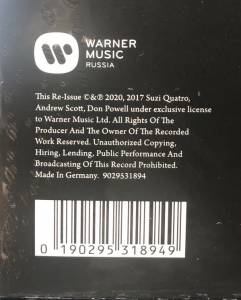 WARNER
MUSIC
RUSSIA
This Re-Issue ©&℗ 2020, 2017 Suzi Quatro,
Andrew Scott, Don Powell under exclusive license
to Warner Music Ltd. All Rights Of The
Producer And The Owner Of The Recorded
Work Reserved. Unauthorized Copying,
Hiring, Lending, Public Performance And
Broadcasting Of This Record Prohibited.
Made In Germany. 9029531894
0 190295 318949